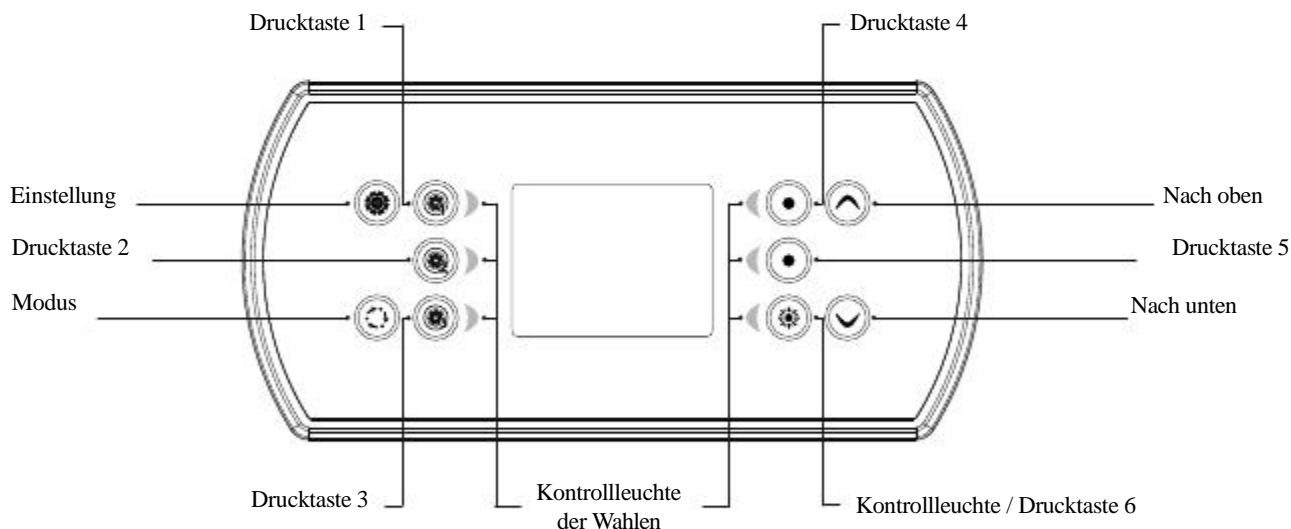 Drucktaste 1
Drucktaste 4
Einstellung
Nach oben
Drucktaste 2
Drucktaste 5
Modus
Nach unten
Drucktaste 3
Kontrollleuchte
der Wahlen
Kontrollleuchte / Drucktaste 6